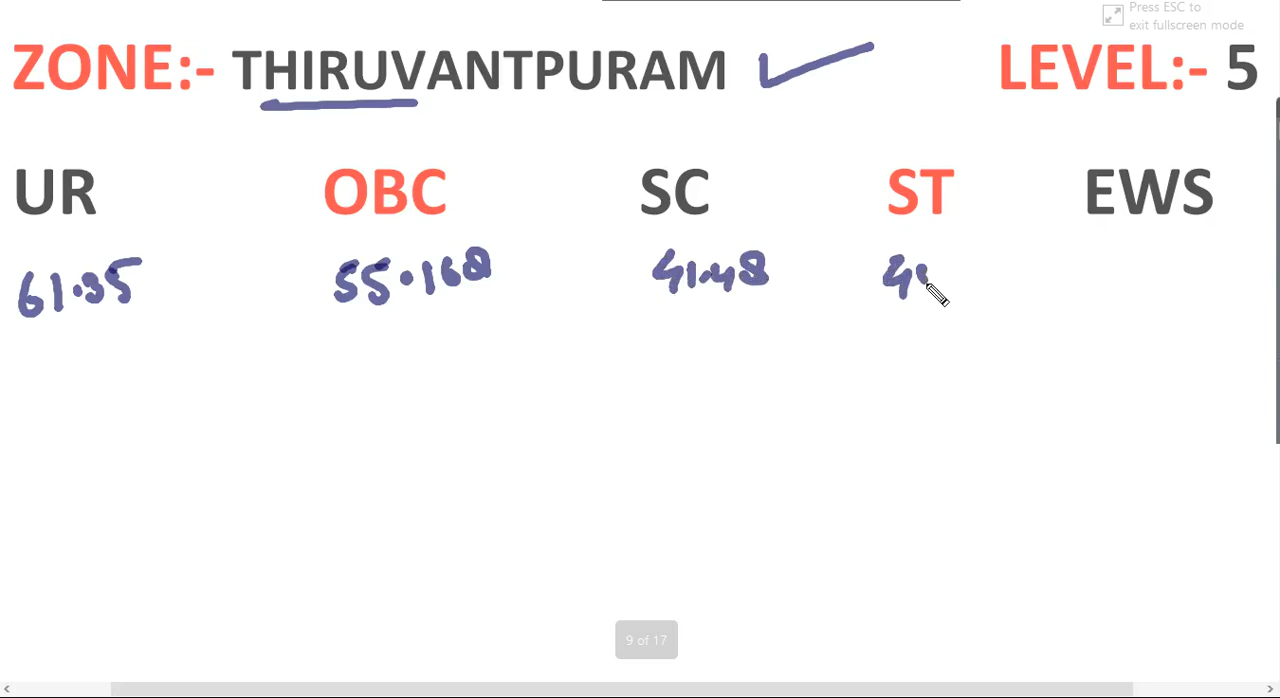 Press ESC to
exit fullscreen mode
ZONE:- THIRUVANTPURAM LEVEL:- 5
UR OBC SC ST EWS
61.35 55.168 41.48
9 of 17